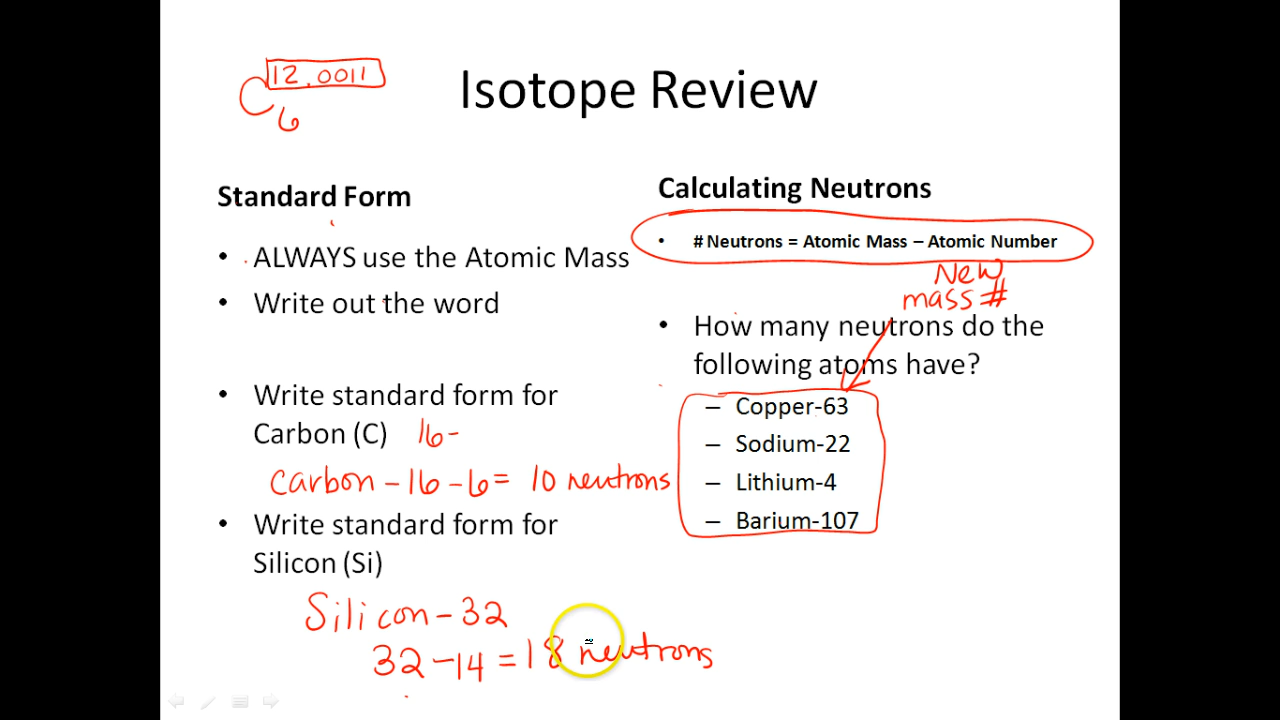 C 12.0011
6
Isotope Review
Standard Form
• ALWAYS use the Atomic Mass
• Write out the word
• Write standard form for
Carbon (C) 16-
Carbon - 16 - 6 = 10 neutrons
• Write standard form for
Silicon (Si)
Silicon - 32
32 - 14 = 18 neutrons
Calculating Neutrons
• # Neutrons = Atomic Mass – Atomic Number
New
mass #
• How many neutrons do the
following atoms have?
– Copper-63
– Sodium-22
– Lithium-4
– Barium-107